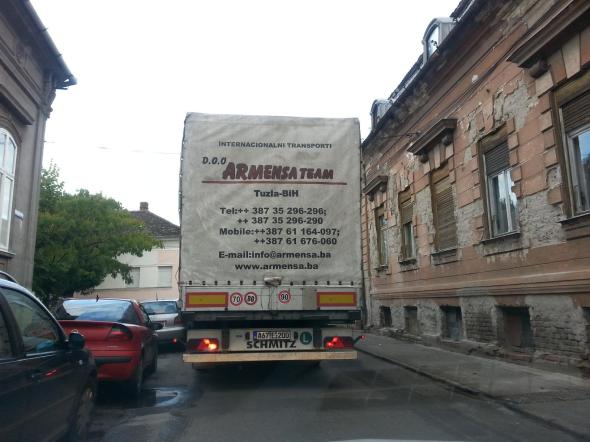 INTERNACIONALNI TRANSPORTI
D.O.O
ARMENSA TEAM
Tuzla-BiH
Tel:++ 387 35 296-296;
++ 387 35 296-290
Mobile:++387 61 164-097;
++387 61 676-060
E-mail:info@armensa.ba
www.armensa.ba
70 80 90
SCHMITZ L